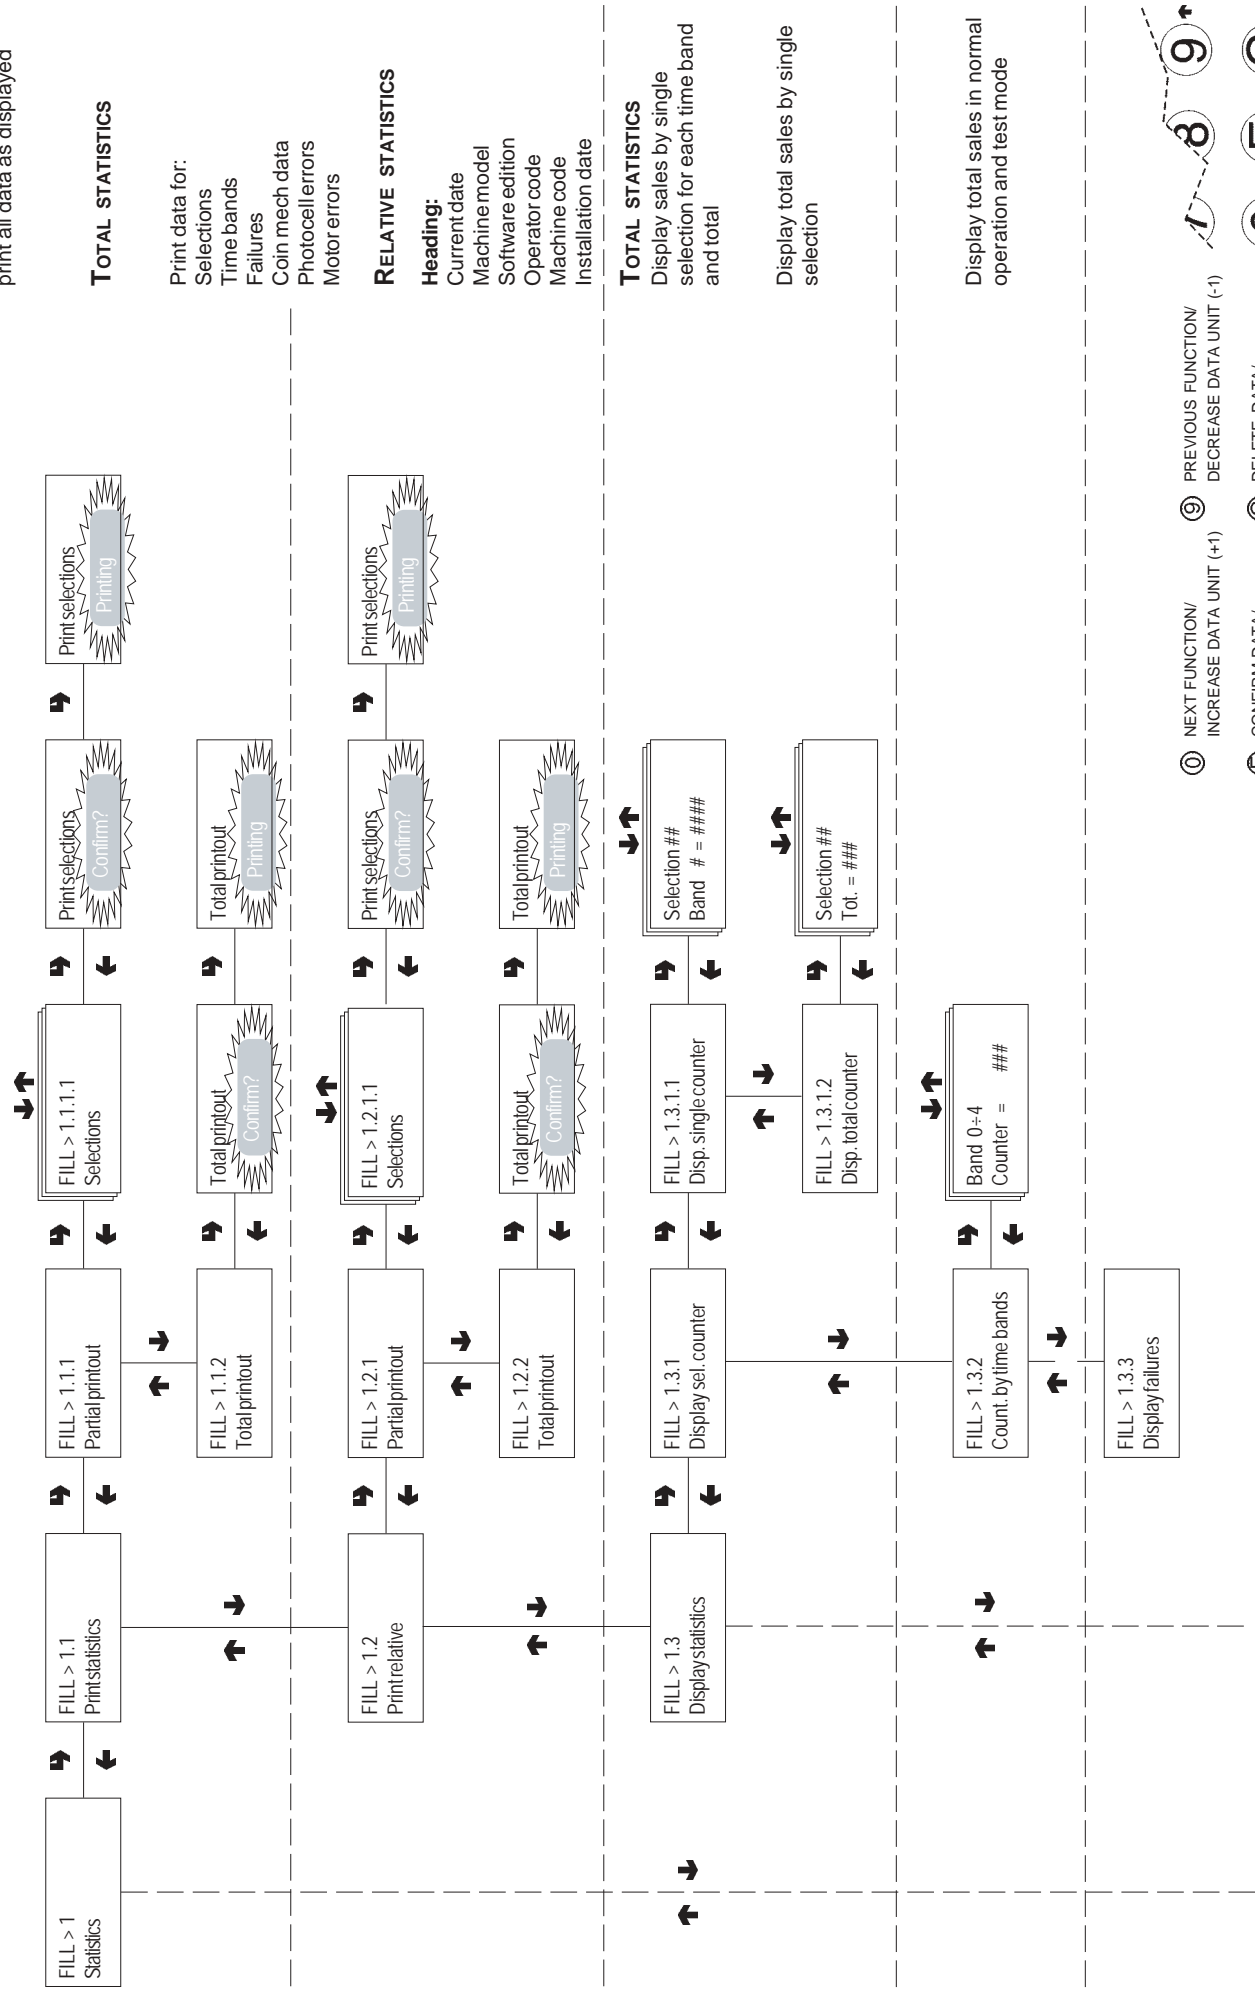 print all data as displayed
FILL > 1
Statistics
FILL > 1.1
Print statistics
FILL > 1.1.1
Partial printout
FILL > 1.1.1.1
Selections
Print selections
Confirm?
Print selections
Printing
TOTAL STATISTICS
FILL > 1.1.2
Total printout
Total printout
Confirm?
Total printout
Printing
Print data for:
Selections
Time bands
Failures
Coin mech data
Photocell errors
Motor errors
FILL > 1.2
Print relative
FILL > 1.2.1
Partial printout
FILL > 1.2.1.1
Selections
Print selections
Confirm?
Print selections
Printing
RELATIVE STATISTICS
Heading:
Current date
Machine model
Software edition
Operator code
Machine code
Installation date
FILL > 1.2.2
Total printout
Total printout
Confirm?
Total printout
Printing
FILL > 1.3
Display statistics
FILL > 1.3.1
Display sel. counter
FILL > 1.3.1.1
Disp. single counter
Selection ##
Band # = ####
TOTAL STATISTICS
Display sales by single
selection for each time band
and total
FILL > 1.3.1.2
Disp. total counter
Selection ##
Tot. = ###
Display total sales by single
selection
FILL > 1.3.2
Count. by time bands
Band 0÷4
Counter = ###
Display total sales in normal
operation and test mode
FILL > 1.3.3
Display failures
0 NEXT FUNCTION/
INCREASE DATA UNIT (+1)
9 PREVIOUS FUNCTION/
DECREASE DATA UNIT (-1)
8 9